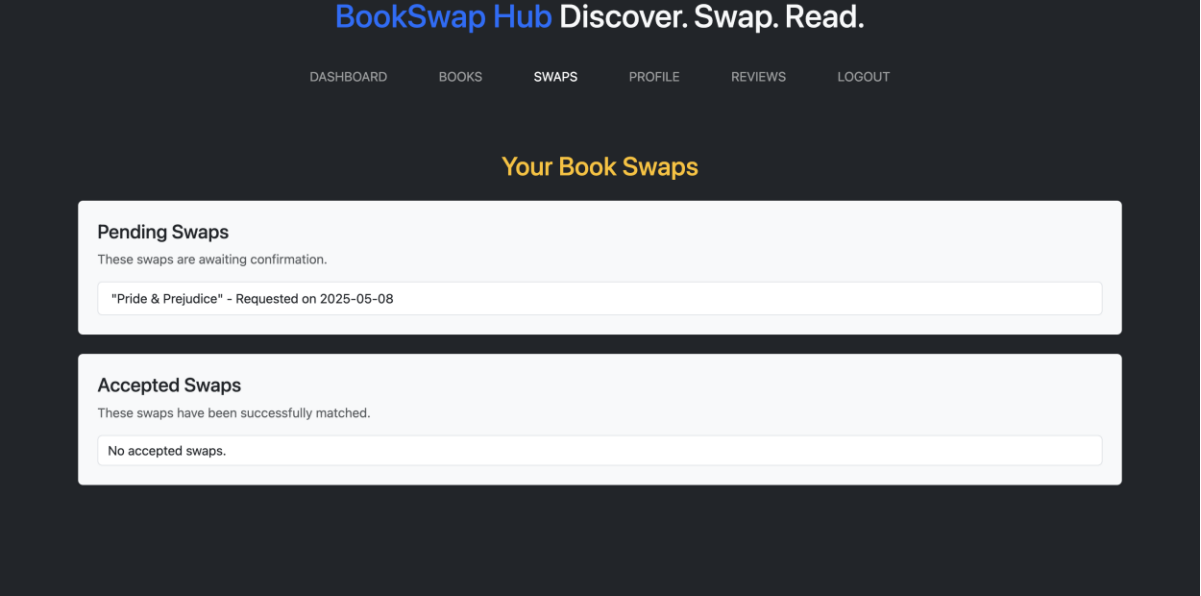 BookSwap Hub Discover. Swap. Read.
DASHBOARD BOOKS SWAPS PROFILE REVIEWS LOGOUT
Your Book Swaps
Pending Swaps
These swaps are awaiting confirmation.
"Pride & Prejudice" - Requested on 2025-05-08
Accepted Swaps
These swaps have been successfully matched.
No accepted swaps.